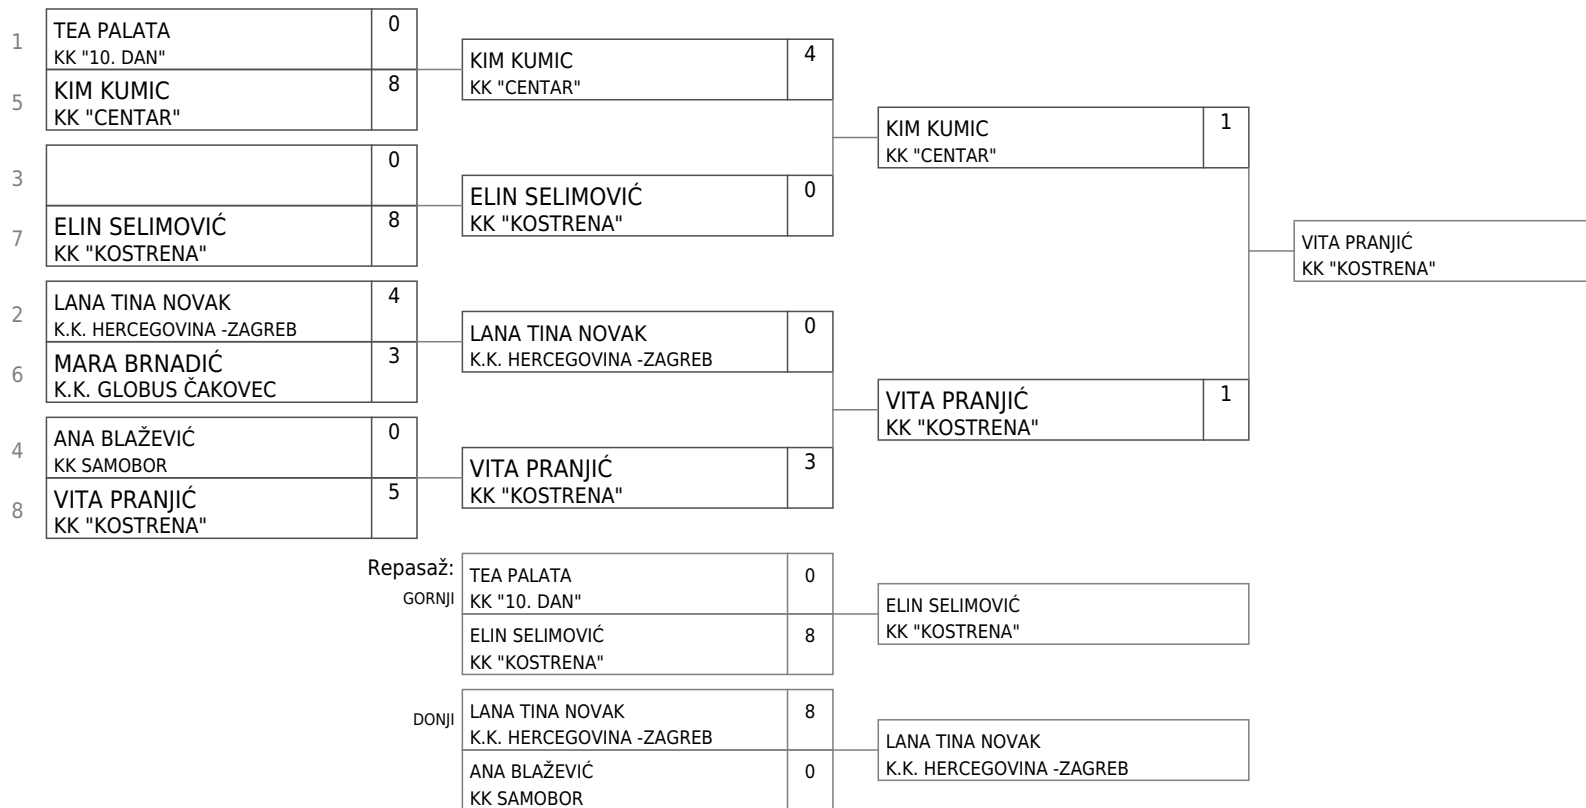 1
TEA PALATA
KK "10. DAN"
0
5
KIM KUMIC
KK "CENTAR"
8
3
0
7
ELIN SELIMOVIĆ
KK "KOSTRENA"
8
2
LANA TINA NOVAK
K.K. HERCEGOVINA -ZAGREB
4
6
MARA BRNADIĆ
K.K. GLOBUS ČAKOVEC
3
4
ANA BLAŽEVIĆ
KK SAMOBOR
0
8
VITA PRANJIĆ
KK "KOSTRENA"
5
KIM KUMIC
KK "CENTAR"
4
ELIN SELIMOVIĆ
KK "KOSTRENA"
0
LANA TINA NOVAK
K.K. HERCEGOVINA -ZAGREB
0
VITA PRANJIĆ
KK "KOSTRENA"
3
KIM KUMIC
KK "CENTAR"
1
VITA PRANJIĆ
KK "KOSTRENA"
1
VITA PRANJIĆ
KK "KOSTRENA"
Repasaž:
GORNJI
TEA PALATA
KK "10. DAN"
0
ELIN SELIMOVIĆ
KK "KOSTRENA"
8
ELIN SELIMOVIĆ
KK "KOSTRENA"
DONJI
LANA TINA NOVAK
K.K. HERCEGOVINA -ZAGREB
8
ANA BLAŽEVIĆ
KK SAMOBOR
0
LANA TINA NOVAK
K.K. HERCEGOVINA -ZAGREB